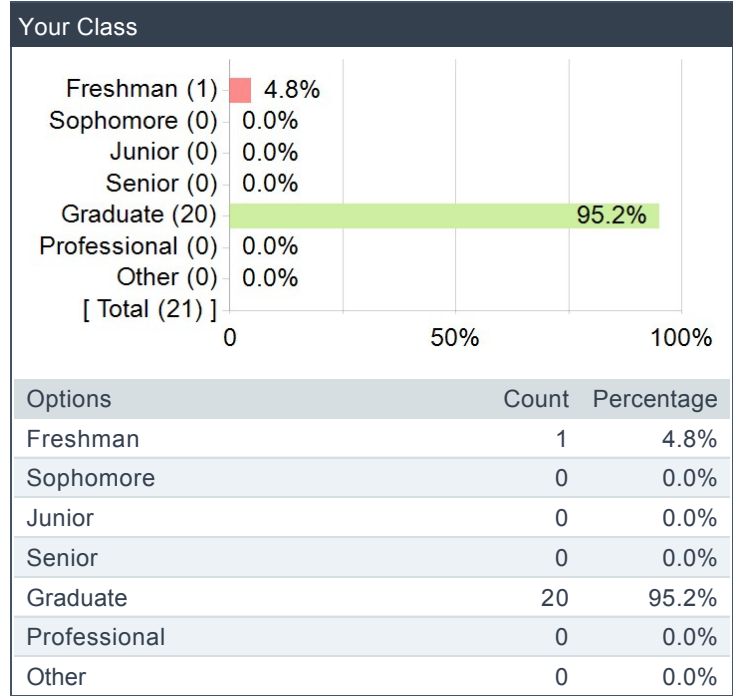 Your Class
Freshman (1) 4.8%
Sophomore (0) 0.0%
Junior (0) 0.0%
Senior (0) 0.0%
Graduate (20) 95.2%
Professional (0) 0.0%
Other (0) 0.0%
[ Total (21) ]
0 50% 100%
Options Count Percentage
Freshman 1 4.8%
Sophomore 0 0.0%
Junior 0 0.0%
Senior 0 0.0%
Graduate 20 95.2%
Professional 0 0.0%
Other 0 0.0%